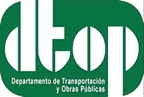 dtop
Departamento de Transportación
y Obras Públicas